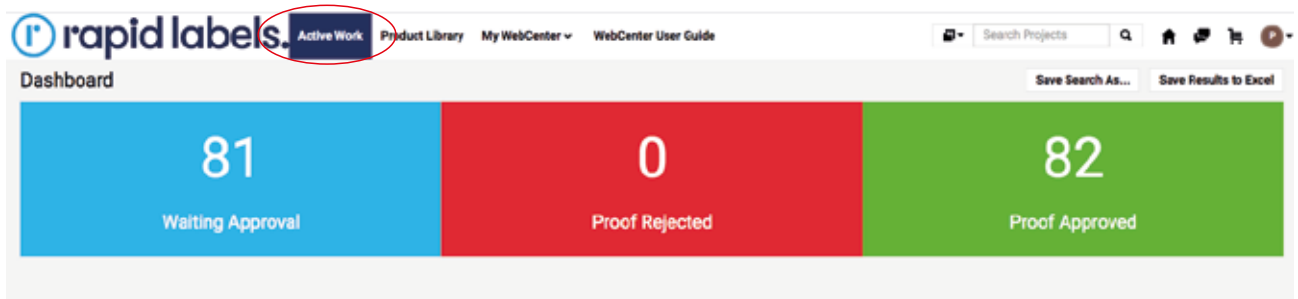 r rapid labels. Active Work Product Library My WebCenter WebCenter User Guide Search Projects P
Dashboard Save Search As... Save Results to Excel
81 0 82
Waiting Approval Proof Rejected Proof Approved